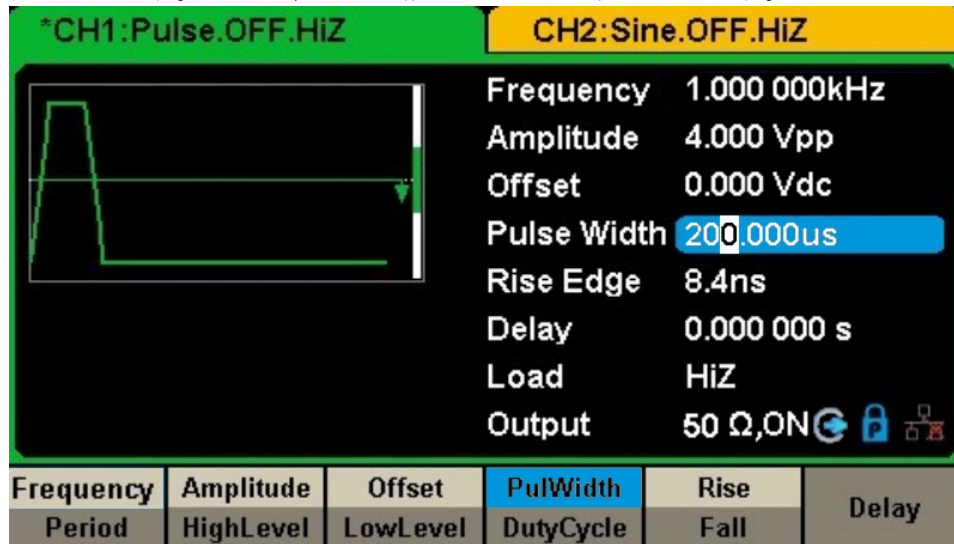 *CH1:Pulse.OFF.HiZ CH2:Sine.OFF.HiZ
Frequency 1.000 000kHz
Amplitude 4.000 Vpp
Offset 0.000 Vdc
Pulse Width 200.000us
Rise Edge 8.4ns
Delay 0.000 000 s
Load HiZ
Output 50 Ω,ON
Frequency Amplitude Offset PulWidth Rise Delay
Period HighLevel LowLevel DutyCycle Fall